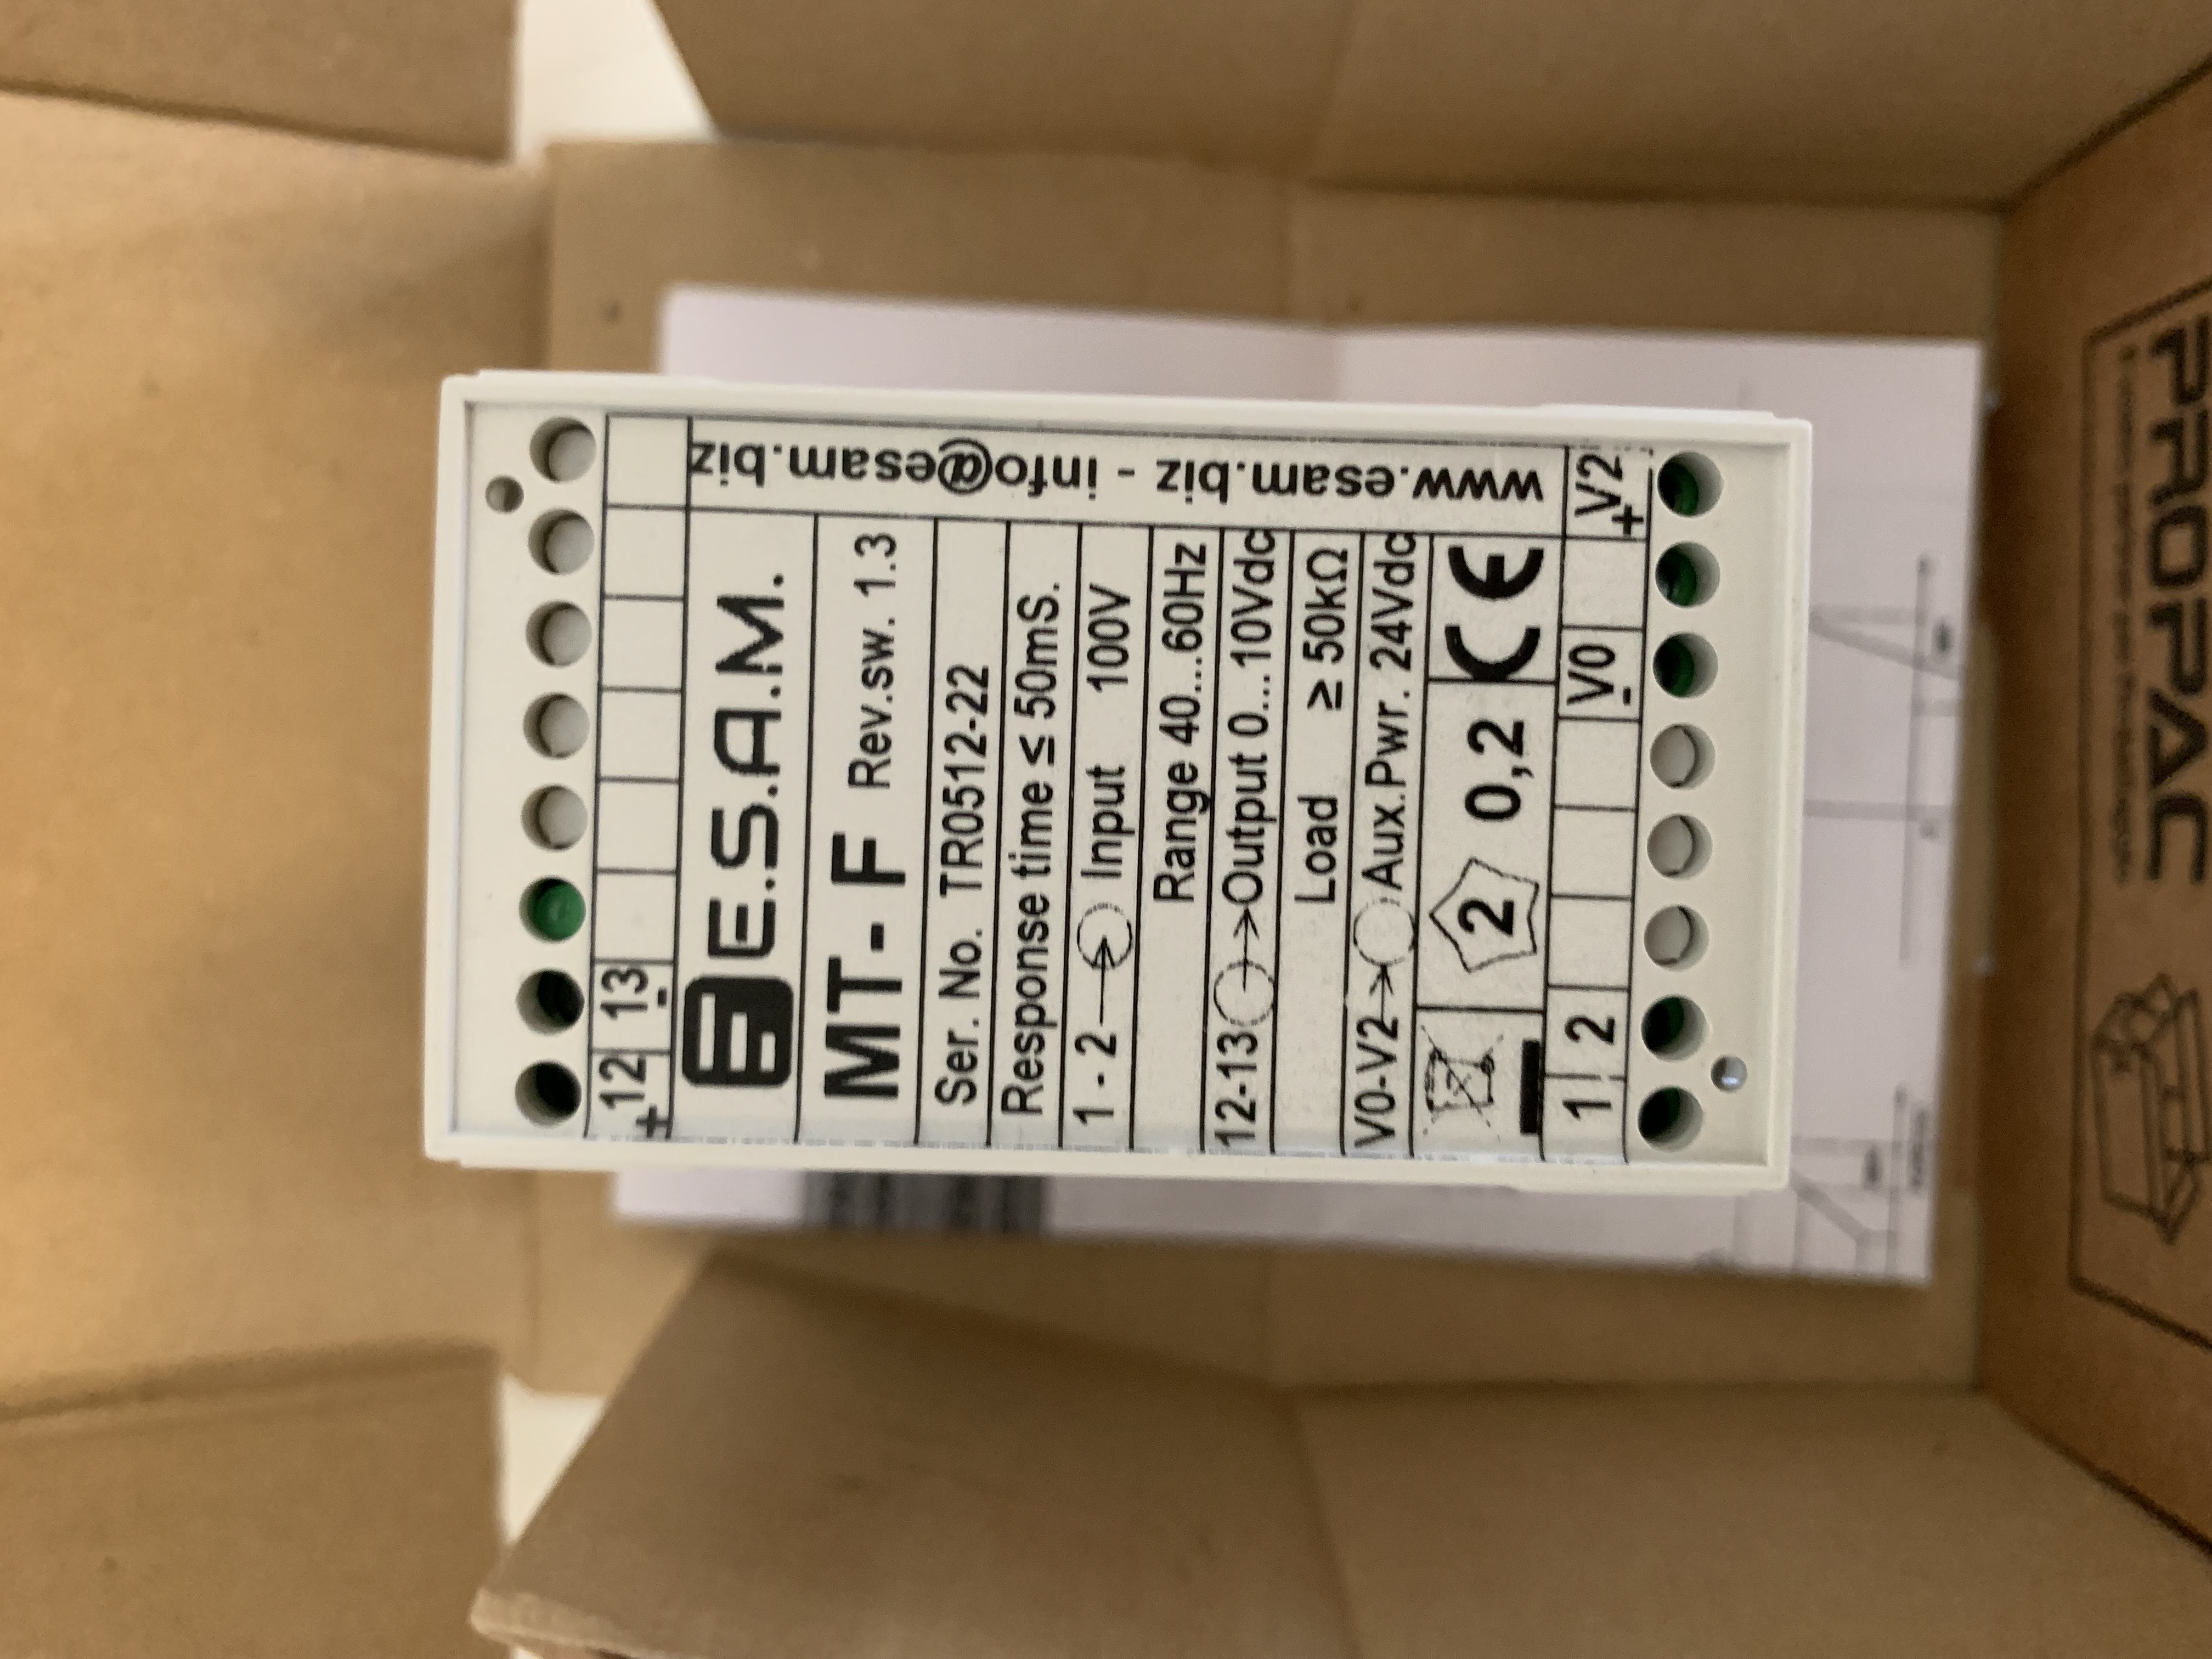 12 13
+ -
E.S.A.M.
MT - F Rev.sw. 1.3
Ser. No. TR0512-22
Response time ≤ 50mS.
1 - 2 Input 100V
Range 40...60Hz
12-13 Output 0...10Vdc
Load ≥ 50kΩ
V0-V2 Aux.Pwr. 24Vdc
2 0,2 CE
1 2 V0 V2
- +
www.esam.biz - info@esam.biz
PROPAC